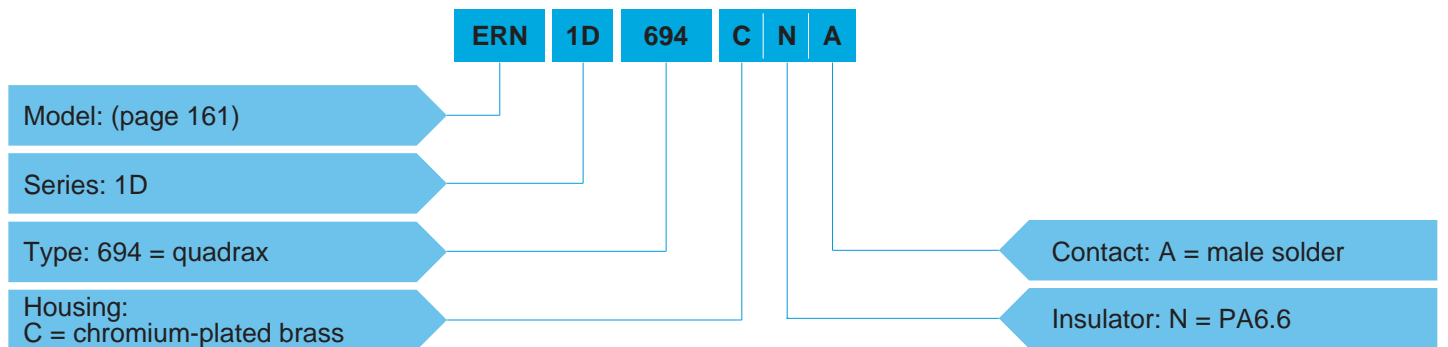 ERN 1D 694 C N A
Model: (page 161)
Series: 1D
Type: 694 = quadrax
Housing:
C = chromium-plated brass
Contact: A = male solder
Insulator: N = PA6.6